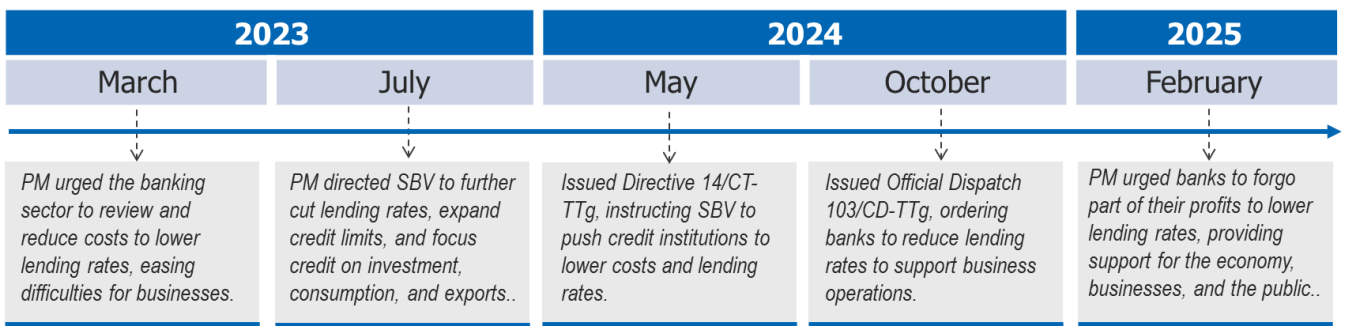 2023
2024
2025
March
July
May
October
February
PM urged the banking
sector to review and
reduce costs to lower
lending rates, easing
difficulties for businesses.
PM directed SBV to further
cut lending rates, expand
credit limits, and focus
credit on investment,
consumption, and exports..
Issued Directive 14/CT-
TTg, instructing SBV to
push credit institutions to
lower costs and lending
rates.
Issued Official Dispatch
103/CD-TTg, ordering
banks to reduce lending
rates to support business
operations.
PM urged banks to forgo
part of their profits to lower
lending rates, providing
support for the economy,
businesses, and the public..